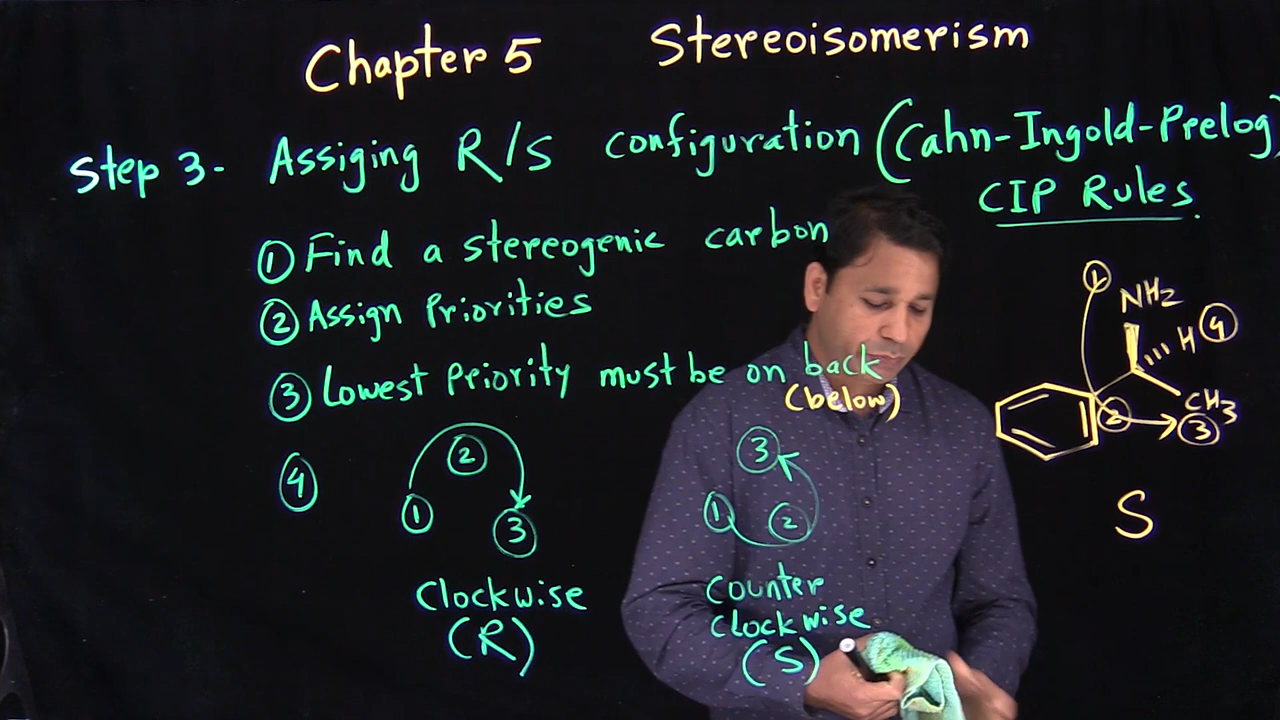 Chapter 5 Stereoisomerism
Step 3- Assiging R/S configuration (Cahn-Ingold-Prelog)
CIP Rules.
① Find a stereogenic carbon
② Assign Priorities
③ Lowest Priority must be on back
(below)
④
① ② ③
Clockwise
(R)
① ② ③
Counter
Clockwise
(S)
①
NH2
H ④
CH3
② ③
S